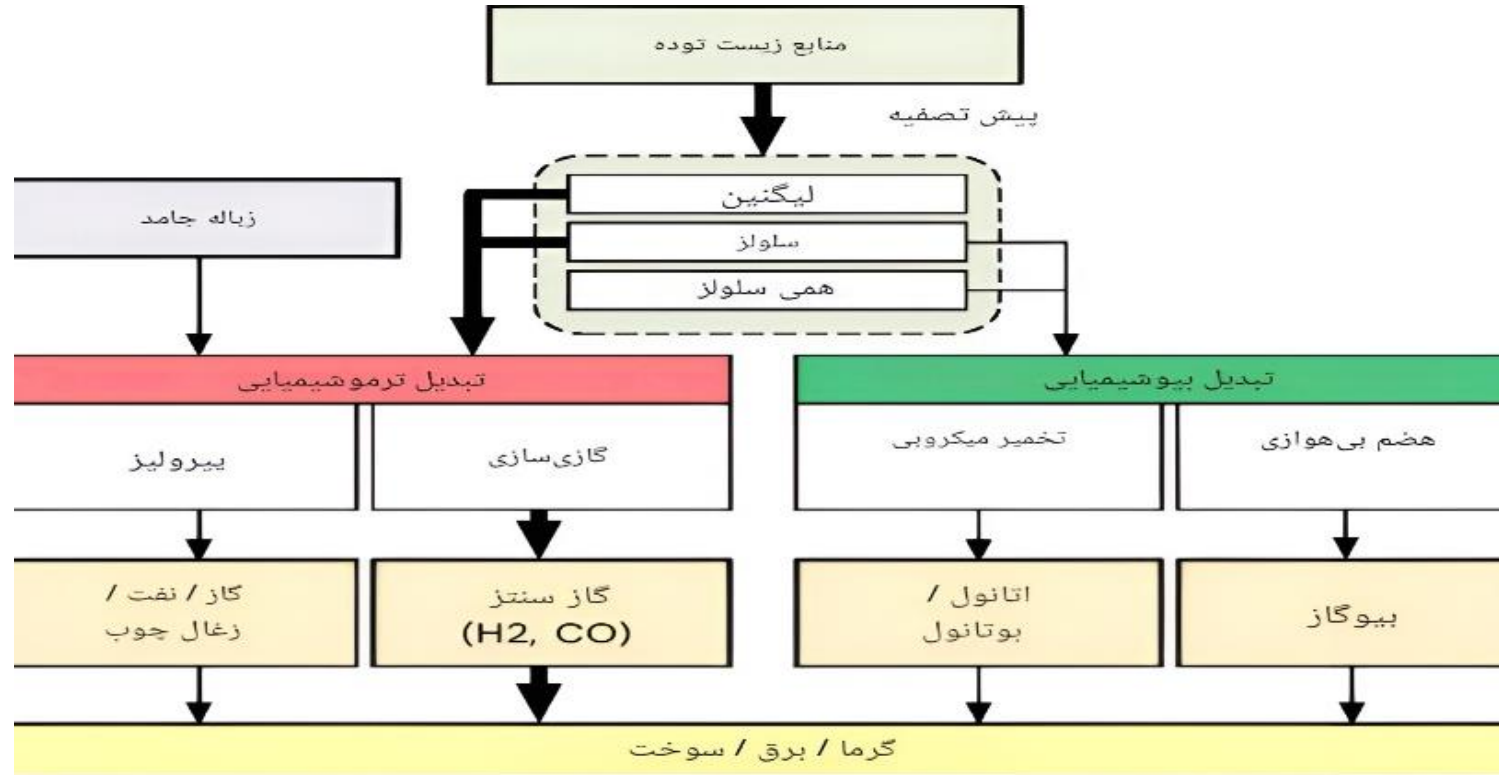 منابع زیست توده
پیش تصفیه
زباله جامد
لیگنین
سلولز
همی سلولز
تبدیل ترموشیمیایی
تبدیل بیوشیمیایی
پیرولیز
گازی‌سازی
تخمیر میکروبی
هضم بی‌هوازی
کاز / نفت /
زغال چوب
گاز سنتز
(H2, CO)
اتانول /
بوتانول
بیوگاز
گرما / برق / سوخت